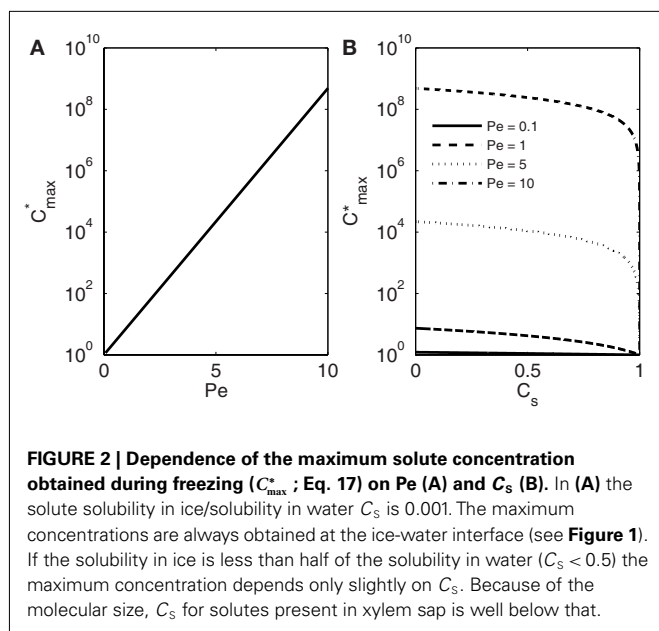 A
B
10^10
10^8
10^6
10^4
10^2
10^0
C*max
0
5
10
Pe
10^10
10^8
10^6
10^4
10^2
10^0
C*max
Pe = 0.1
Pe = 1
Pe = 5
Pe = 10
0
0.5
1
C_s
FIGURE 2 | Dependence of the maximum solute concentration
obtained during freezing (C*max ; Eq. 17) on Pe (A) and C_s (B). In (A) the
solute solubility in ice/solubility in water C_s is 0.001. The maximum
concentrations are always obtained at the ice-water interface (see Figure 1).
If the solubility in ice is less than half of the solubility in water (C_s < 0.5) the
maximum concentration depends only slightly on C_s. Because of the
molecular size, C_s for solutes present in xylem sap is well below that.